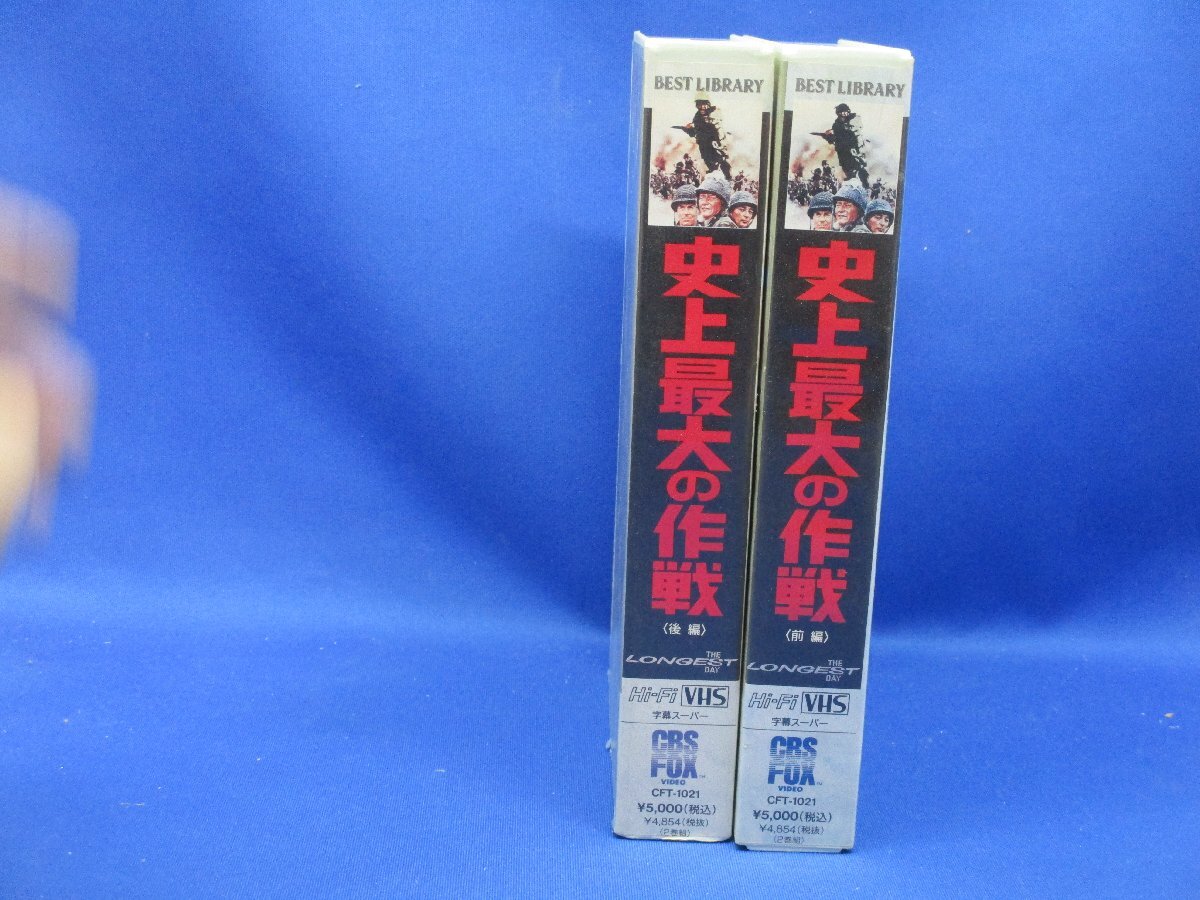 BEST LIBRARY
史上最大の作戦
〈後編〉
THE
LONGEST
DAY
Hi-Fi VHS
字幕スーパー
CBS
FOX™
VIDEO
CFT-1021
¥5,000(税込)
¥4,854(税抜)
(2巻組)
BEST LIBRARY
史上最大の作戦
〈前編〉
THE
LONGEST
DAY
Hi-Fi VHS
字幕スーパー
CBS
FOX™
VIDEO
CFT-1021
¥5,000(税込)
¥4,854(税抜)
(2巻組)